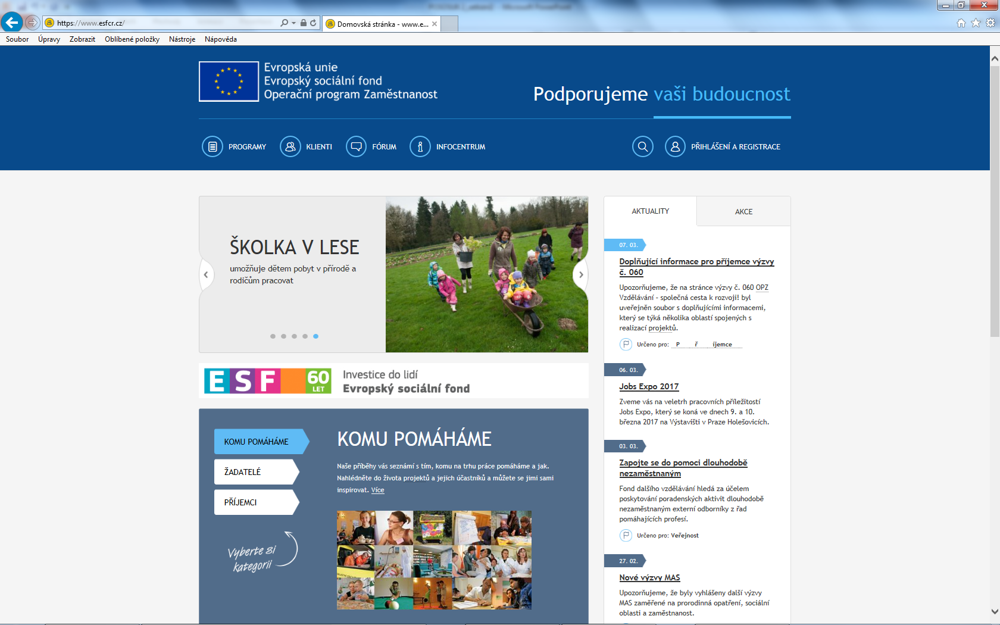 https://www.esfcr.cz/
Domovská stránka - www.e...
Soubor Úpravy Zobrazit Oblíbené položky Nástroje Nápověda
Evropská unie
Evropský sociální fond
Operační program Zaměstnanost
Podporujeme vaši budoucnost
PROGRAMY KLIENTI FÓRUM INFOCENTRUM PŘIHLÁŠENÍ A REGISTRACE
ŠKOLKA V LESE
umožňuje dětem pobyt v přírodě a
rodičům pracovat
ESF 60 LET
Investice do lidí
Evropský sociální fond
KOMU POMÁHÁME
ŽADATELÉ
PŘÍJEMCI
Vyberte si
kategorii
KOMU POMÁHÁME
Naše příběhy vás seznámí s tím, komu na trhu práce pomáháme a jak.
Nahlédněte do života projektů a jejich účastníků a můžete se jimi sami
inspirovat. Více
AKTUALITY AKCE
07. 03.
Doplňující informace pro příjemce výzvy
č. 060
Upozorňujeme, že na stránce výzvy č. 060 OPZ
Vzdělávání – společná cesta k rozvoji! byl
uveřejněn soubor s doplňujícími informacemi,
který se týká několika oblastí spojených s
realizací projektů.
Určeno pro: P ř íjemce
06. 03.
Jobs Expo 2017
Zveme vás na veletrh pracovních příležitostí
Jobs Expo, který se koná ve dnech 9. a 10.
března 2017 na Výstavišti v Praze Holešovicích.
03. 03.
Zapojte se do pomoci dlouhodobě
nezaměstnaným
Fond dalšího vzdělávání hledá za účelem
poskytování poradenských aktivit dlouhodobě
nezaměstnaným externí odborníky z řad
pomáhajících profesí.
Určeno pro: Veřejnost
27. 02.
Nové výzvy MAS
Upozorňujeme, že byly vyhlášeny další výzvy
MAS zaměřené na prorodinná opatření, sociální
oblasti a zaměstnanost.